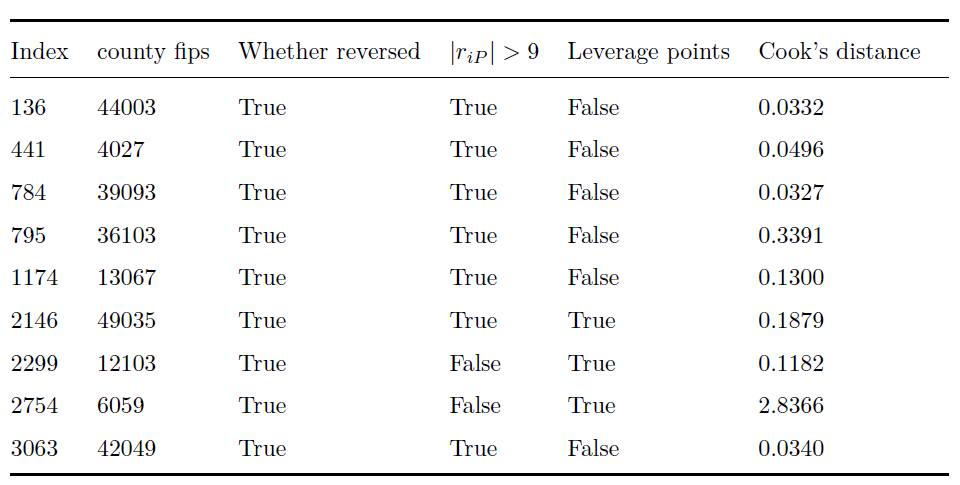 Index county fips Whether reversed |r_{iP}| > 9 Leverage points Cook's distance
136 44003 True True False 0.0332
441 4027 True True False 0.0496
784 39093 True True False 0.0327
795 36103 True True False 0.3391
1174 13067 True True False 0.1300
2146 49035 True True True 0.1879
2299 12103 True False True 0.1182
2754 6059 True False True 2.8366
3063 42049 True True False 0.0340